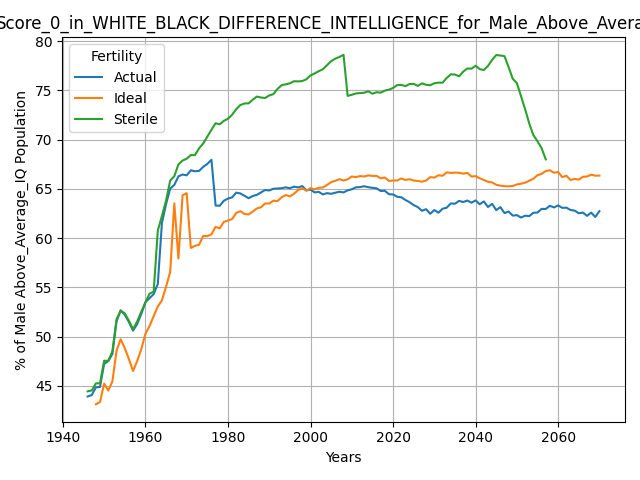 Score_0_in_WHITE_BLACK_DIFFERENCE_INTELLIGENCE_for_Male_Above_Avera
Fertility
Actual
Ideal
Sterile
% of Male Above_Average_IQ Population
80
75
70
65
60
55
50
45
1940 1960 1980 2000 2020 2040 2060
Years